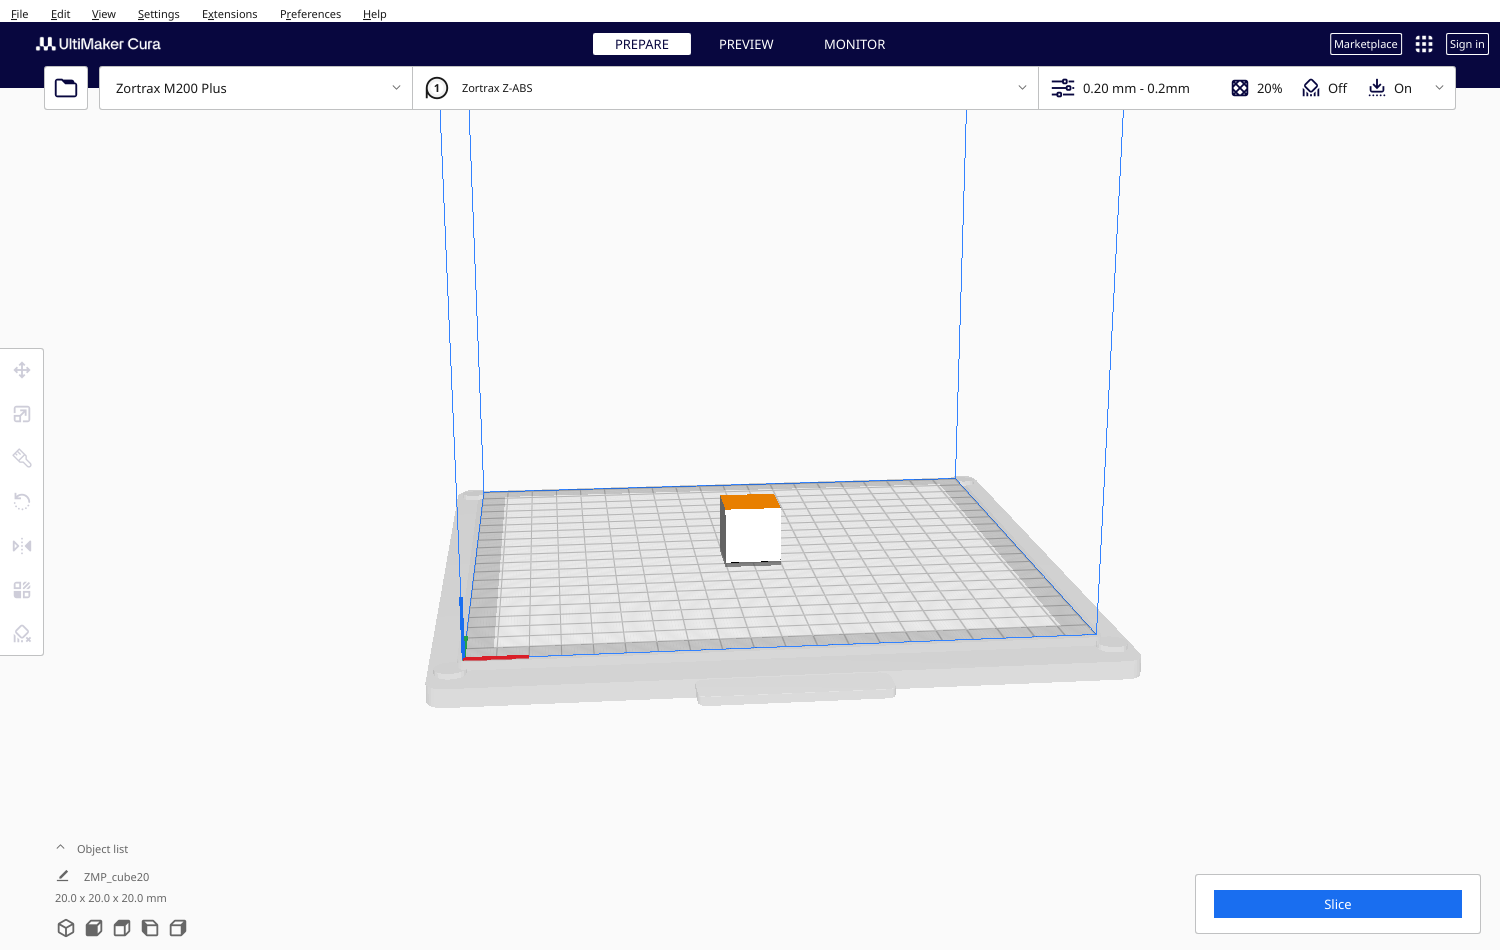 File Edit View Settings Extensions Preferences Help
UltiMaker Cura PREPARE PREVIEW MONITOR Marketplace Sign in
Zortrax M200 Plus 1 Zortrax Z-ABS 0.20 mm - 0.2mm 20% Off On
Object list
ZMP_cube20
20.0 x 20.0 x 20.0 mm
Slice